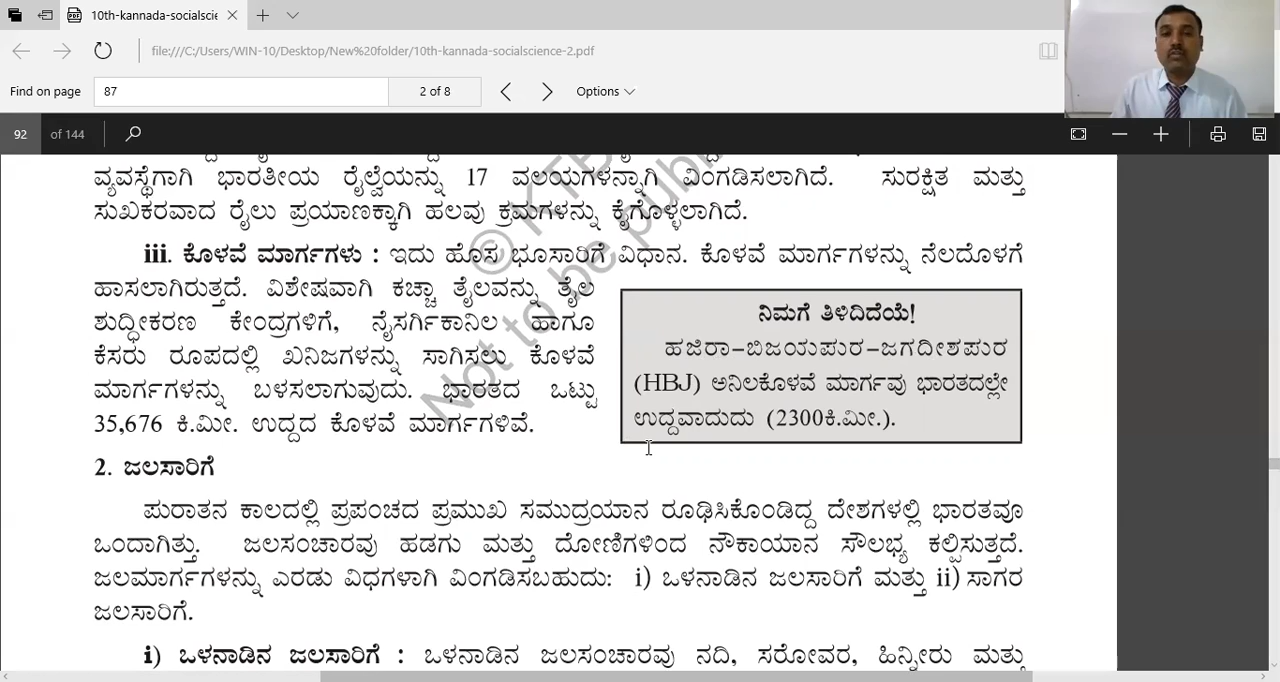 10th-kannada-socialscie
file:///C:/Users/WIN-10/Desktop/New%20folder/10th-kannada-socialscience-2.pdf
Find on page 87 2 of 8 Options
92 of 144
ವ್ಯವಸ್ಥೆಗಾಗಿ ಭಾರತೀಯ ರೈಲ್ವೆಯನ್ನು 17 ವಲಯಗಳನ್ನಾಗಿ ವಿಂಗಡಿಸಲಾಗಿದೆ. ಸುರಕ್ಷಿತ ಮತ್ತು
ಸುಖಕರವಾದ ರೈಲು ಪ್ರಯಾಣಕ್ಕಾಗಿ ಹಲವು ಕ್ರಮಗಳನ್ನು ಕೈಗೊಳ್ಳಲಾಗಿದೆ.
iii. ಕೊಳವೆ ಮಾರ್ಗಗಳು : ಇದು ಹೊಸ ಭೂಸಾರಿಗೆ ವಿಧಾನ. ಕೊಳವೆ ಮಾರ್ಗಗಳನ್ನು ನೆಲದೊಳಗೆ
ಹಾಸಲಾಗಿರುತ್ತದೆ. ವಿಶೇಷವಾಗಿ ಕಚ್ಚಾ ತೈಲವನ್ನು ತೈಲ
ಶುದ್ಧೀಕರಣ ಕೇಂದ್ರಗಳಿಗೆ, ನೈಸರ್ಗಿಕಾನಿಲ ಹಾಗೂ
ಕೆಸರು ರೂಪದಲ್ಲಿ ಖನಿಜಗಳನ್ನು ಸಾಗಿಸಲು ಕೊಳವೆ
ಮಾರ್ಗಗಳನ್ನು ಬಳಸಲಾಗುವುದು. ಭಾರತದ ಒಟ್ಟು
35,676 ಕಿ.ಮೀ. ಉದ್ದದ ಕೊಳವೆ ಮಾರ್ಗಗಳಿವೆ.
ನಿಮಗೆ ತಿಳಿದಿದೆಯೆ!
ಹಜಿರಾ-ಬಿಜಯಪುರ-ಜಗದೀಶಪುರ
(HBJ) ಅನಿಲಕೊಳವೆ ಮಾರ್ಗವು ಭಾರತದಲ್ಲೇ
ಉದ್ದವಾದುದು (2300ಕಿ.ಮೀ.).
2. ಜಲಸಾರಿಗೆ
ಪುರಾತನ ಕಾಲದಲ್ಲಿ ಪ್ರಪಂಚದ ಪ್ರಮುಖ ಸಮುದ್ರಯಾನ ರೂಢಿಸಿಕೊಂಡಿದ್ದ ದೇಶಗಳಲ್ಲಿ ಭಾರತವೂ
ಒಂದಾಗಿತ್ತು. ಜಲಸಂಚಾರವು ಹಡಗು ಮತ್ತು ದೋಣಿಗಳಿಂದ ನೌಕಾಯಾನ ಸೌಲಭ್ಯ ಕಲ್ಪಿಸುತ್ತದೆ.
ಜಲಮಾರ್ಗಗಳನ್ನು ಎರಡು ವಿಧಗಳಾಗಿ ವಿಂಗಡಿಸಬಹುದು: i) ಒಳನಾಡಿನ ಜಲಸಾರಿಗೆ ಮತ್ತು ii) ಸಾಗರ
ಜಲಸಾರಿಗೆ.
i) ಒಳನಾಡಿನ ಜಲಸಾರಿಗೆ : ಒಳನಾಡಿನ ಜಲಸಂಚಾರವು ನದಿ, ಸರೋವರ, ಹಿನ್ನೀರು ಮತ್ತು
Not to be